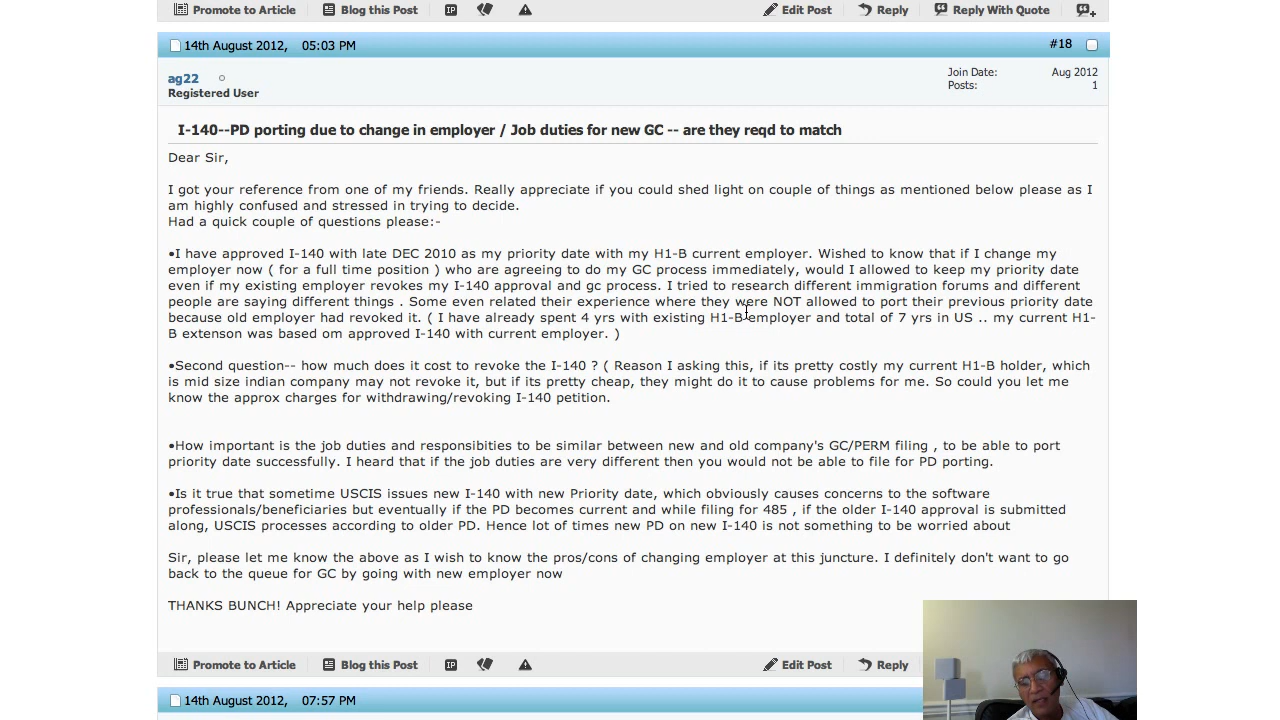 Promote to Article Blog this Post IP Edit Post Reply Reply With Quote
14th August 2012, 05:03 PM #18
ag22 Join Date: Aug 2012
Registered User Posts: 1
I-140--PD porting due to change in employer / Job duties for new GC -- are they reqd to match
Dear Sir,
I got your reference from one of my friends. Really appreciate if you could shed light on couple of things as mentioned below please as I
am highly confused and stressed in trying to decide.
Had a quick couple of questions please:-
•I have approved I-140 with late DEC 2010 as my priority date with my H1-B current employer. Wished to know that if I change my
employer now ( for a full time position ) who are agreeing to do my GC process immediately, would I allowed to keep my priority date
even if my existing employer revokes my I-140 approval and gc process. I tried to research different immigration forums and different
people are saying different things . Some even related their experience where they were NOT allowed to port their previous priority date
because old employer had revoked it. ( I have already spent 4 yrs with existing H1-B employer and total of 7 yrs in US .. my current H1-
B extenson was based om approved I-140 with current employer. )
•Second question-- how much does it cost to revoke the I-140 ? ( Reason I asking this, if its pretty costly my current H1-B holder, which
is mid size indian company may not revoke it, but if its pretty cheap, they might do it to cause problems for me. So could you let me
know the approx charges for withdrawing/revoking I-140 petition.
•How important is the job duties and responsibities to be similar between new and old company's GC/PERM filing , to be able to port
priority date successfully. I heard that if the job duties are very different then you would not be able to file for PD porting.
•Is it true that sometime USCIS issues new I-140 with new Priority date, which obviously causes concerns to the software
professionals/beneficiaries but eventually if the PD becomes current and while filing for 485 , if the older I-140 approval is submitted
along, USCIS processes according to older PD. Hence lot of times new PD on new I-140 is not something to be worried about
Sir, please let me know the above as I wish to know the pros/cons of changing employer at this juncture. I definitely don't want to go
back to the queue for GC by going with new employer now
THANKS BUNCH! Appreciate your help please
Promote to Article Blog this Post IP Edit Post Reply
14th August 2012, 07:57 PM